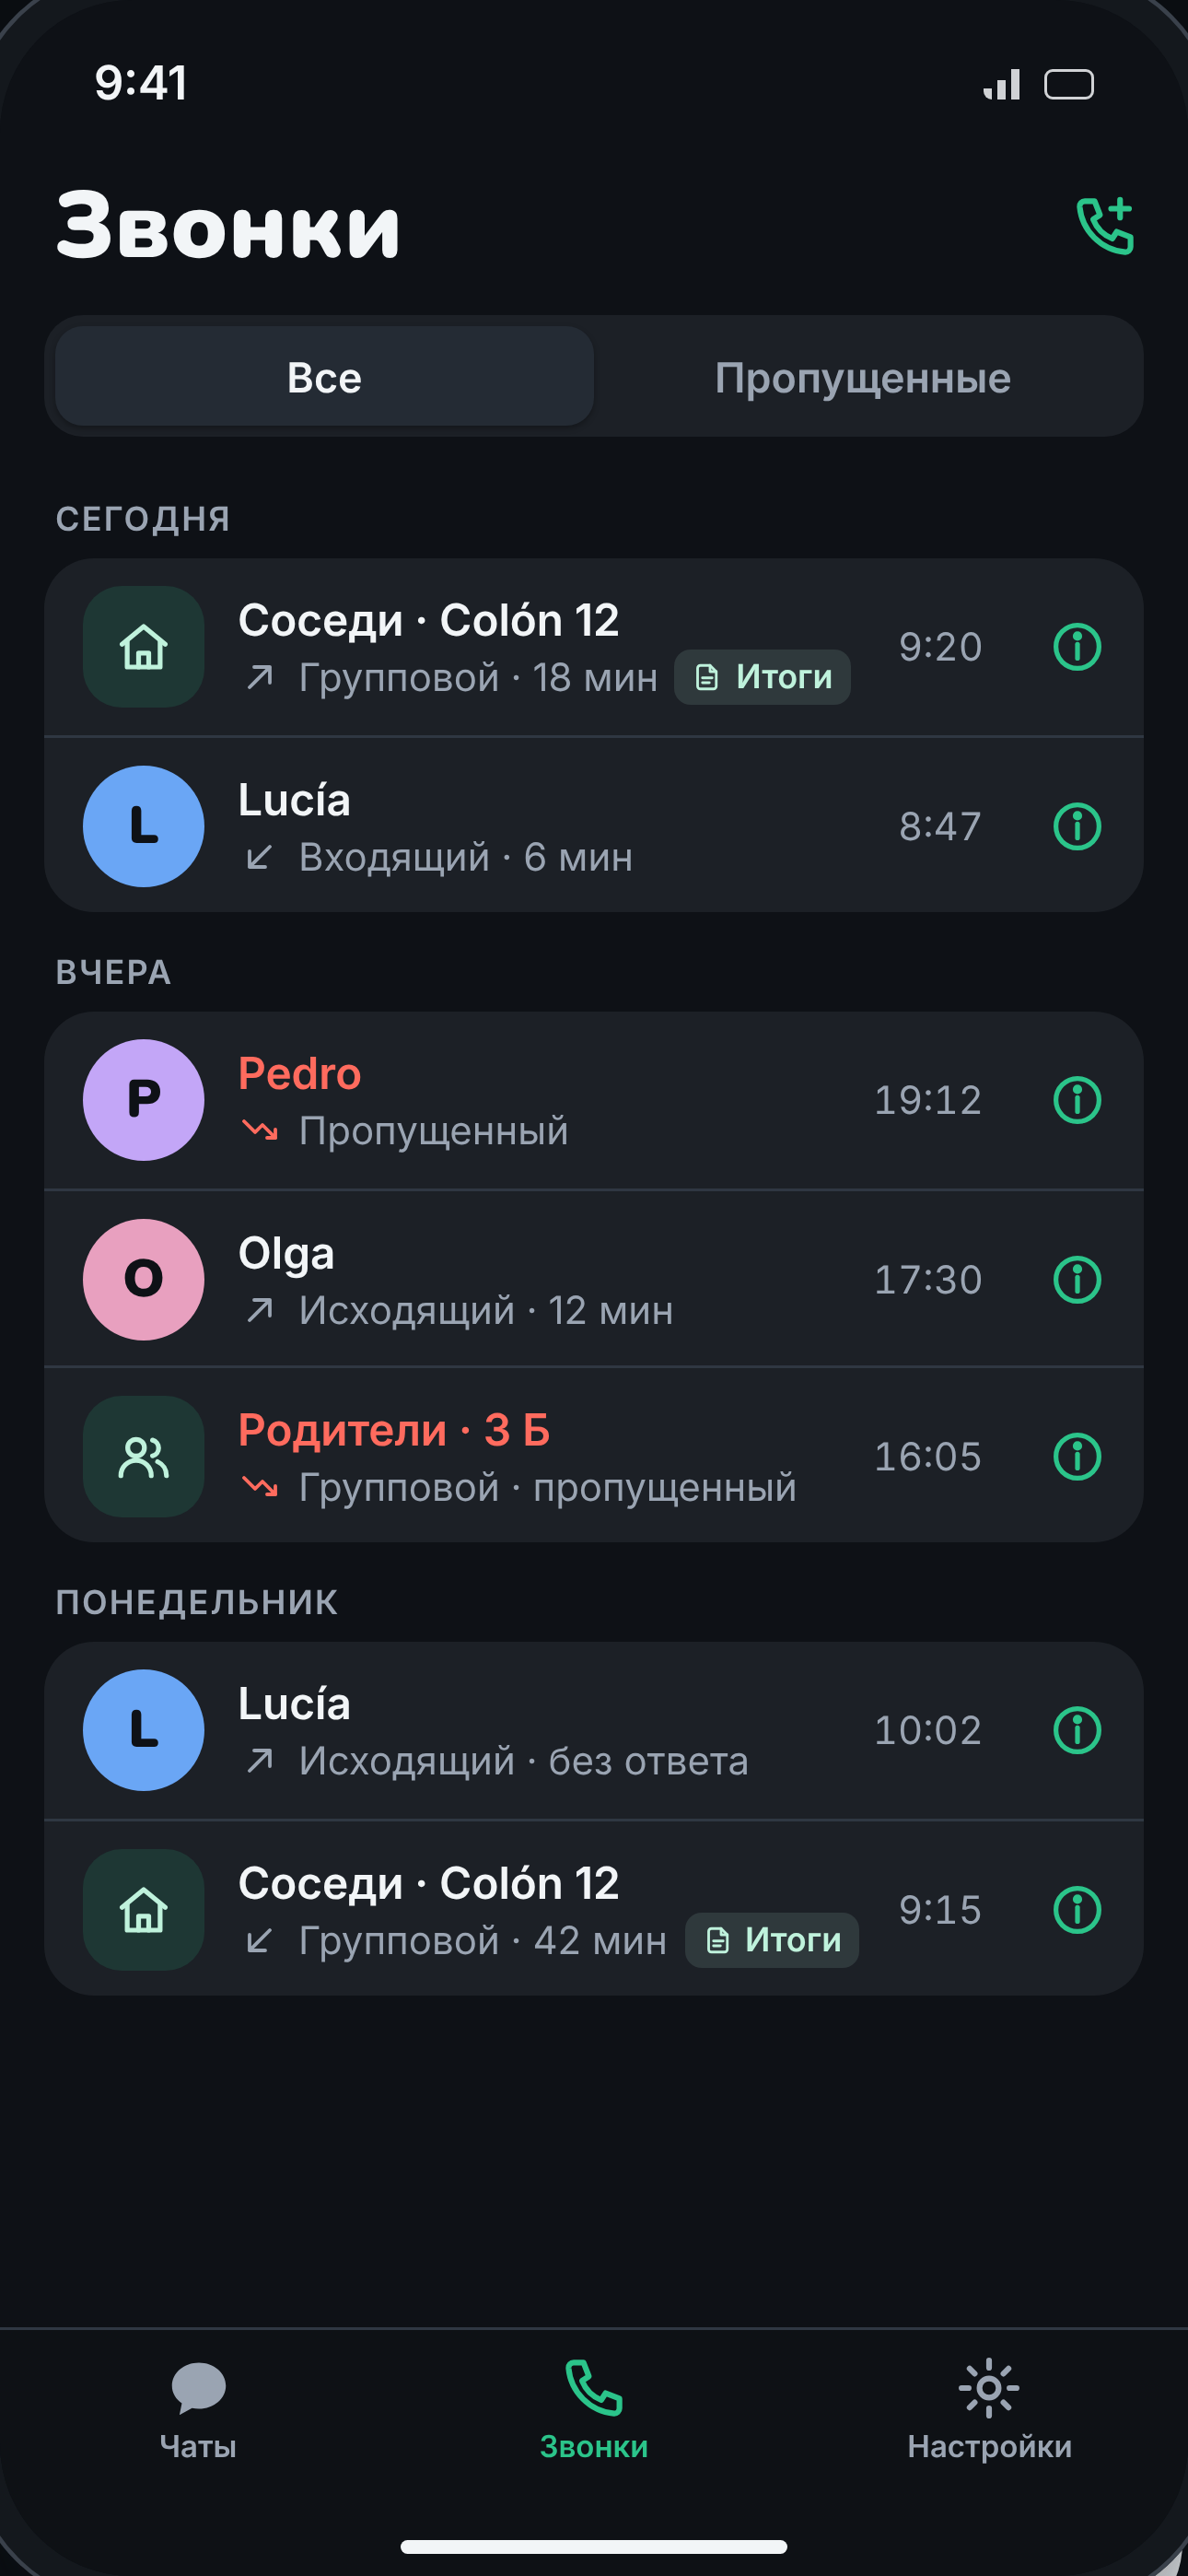 9:41
Звонки
Все
Пропущенные
СЕГОДНЯ
Соседи · Colón 12
Групповой · 18 мин
Итоги
9:20
L
Lucía
Входящий · 6 мин
8:47
ВЧЕРА
P
Pedro
Пропущенный
19:12
O
Olga
Исходящий · 12 мин
17:30
Родители · 3 Б
Групповой · пропущенный
16:05
ПОНЕДЕЛЬНИК
L
Lucía
Исходящий · без ответа
10:02
Соседи · Colón 12
Групповой · 42 мин
Итоги
9:15
Чаты
Звонки
Настройки